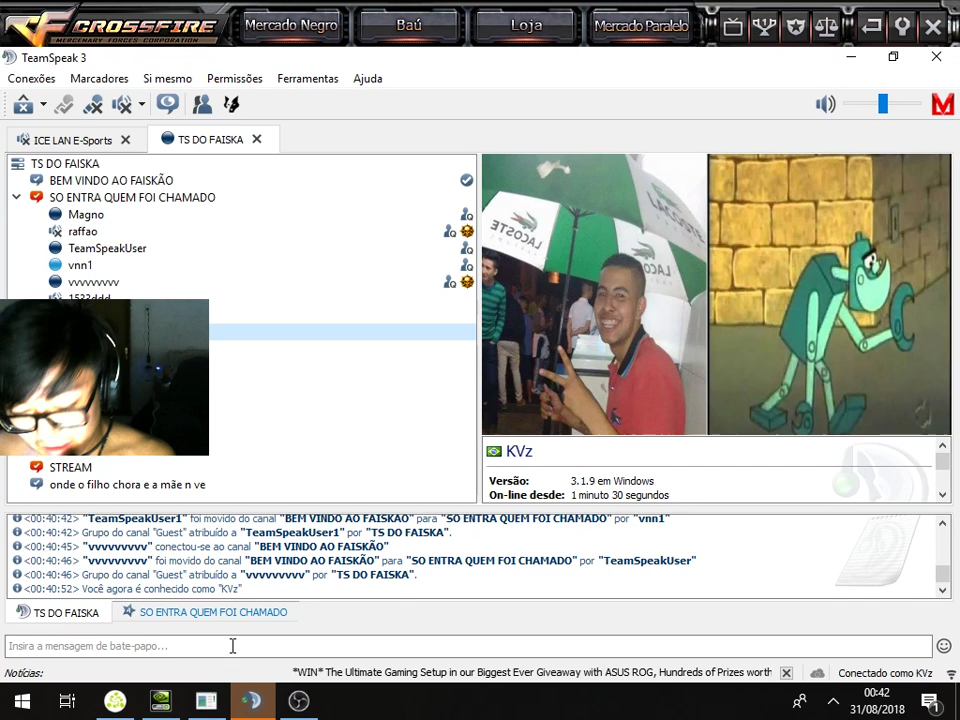 CROSSFIRE
MERCENARY FORCES CORPORATION
Mercado Negro
Baú
Loja
Mercado Paralelo
TeamSpeak 3
Conexões Marcadores Si mesmo Permissões Ferramentas Ajuda
ICE LAN E-Sports
TS DO FAISKA
TS DO FAISKA
BEM VINDO AO FAISKÃO
SO ENTRA QUEM FOI CHAMADO
Magno
raffao
TeamSpeakUser
vnn1
vvvvvvvvv
1533ddd
STREAM
onde o filho chora e a mãe n ve
LACOSTE
LACOSTE
KVz
Versão: 3.1.9 em Windows
On-line desde: 1 minuto 30 segundos
<00:40:42> "TeamSpeakUser1" foi movido do canal "BEM VINDO AO FAISKÃO" para "SO ENTRA QUEM FOI CHAMADO" por "vnn1"
<00:40:42> Grupo do canal "Guest" atribuído a "TeamSpeakUser1" por "TS DO FAISKA".
<00:40:45> "vvvvvvvvv" conectou-se ao canal "BEM VINDO AO FAISKÃO"
<00:40:46> "vvvvvvvvv" foi movido do canal "BEM VINDO AO FAISKÃO" para "SO ENTRA QUEM FOI CHAMADO" por "TeamSpeakUser"
<00:40:46> Grupo do canal "Guest" atribuído a "vvvvvvvvv" por "TS DO FAISKA".
<00:40:52> Você agora é conhecido como "KVz"
TS DO FAISKA
SO ENTRA QUEM FOI CHAMADO
Insira a mensagem de bate-papo...
Notícias: *WIN* The Ultimate Gaming Setup in our Biggest Ever Giveaway with ASUS ROG, Hundreds of Prizes worth
Conectado como KVz
00:42
31/08/2018
1